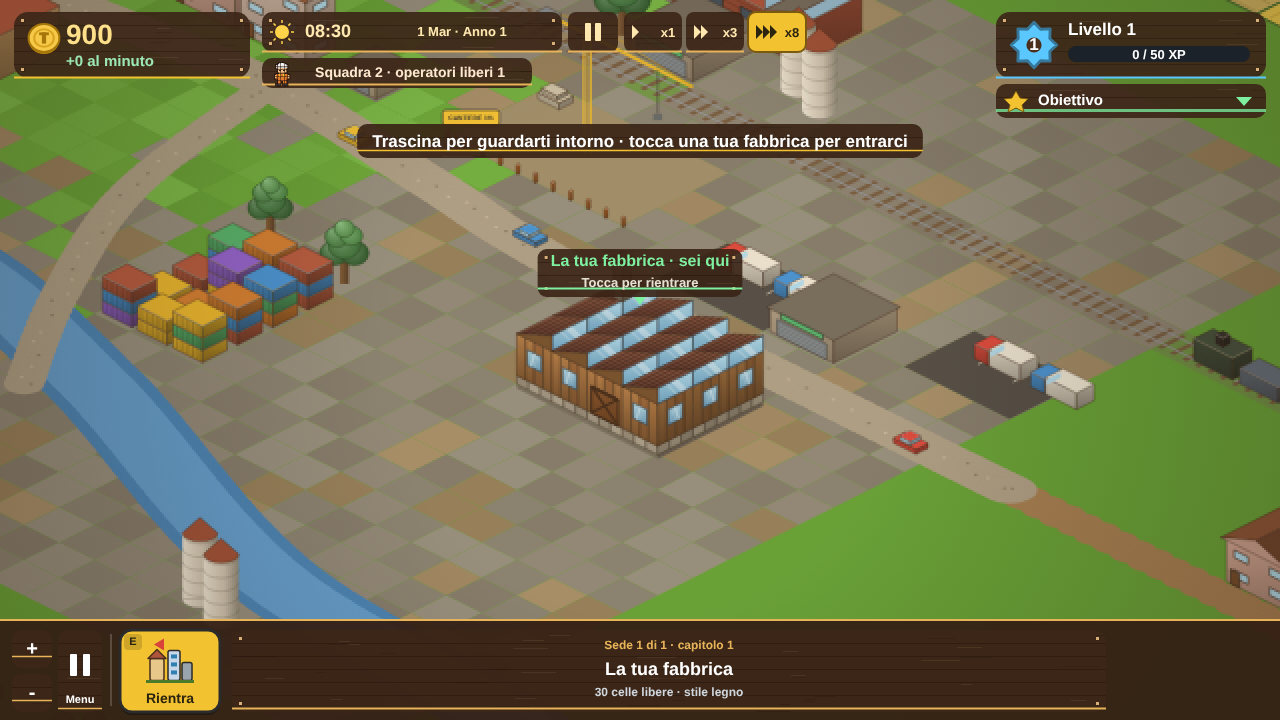 900
+0 al minuto
08:30
1 Mar · Anno 1
x1
x3
x8
Squadra 2 · operatori liberi 1
Livello 1
1
0 / 50 XP
Obiettivo
Trascina per guardarti intorno · tocca una tua fabbrica per entrarci
La tua fabbrica · sei qui
Tocca per rientrare
+
-
Menu
E
Rientra
Sede 1 di 1 · capitolo 1
La tua fabbrica
30 celle libere · stile legno